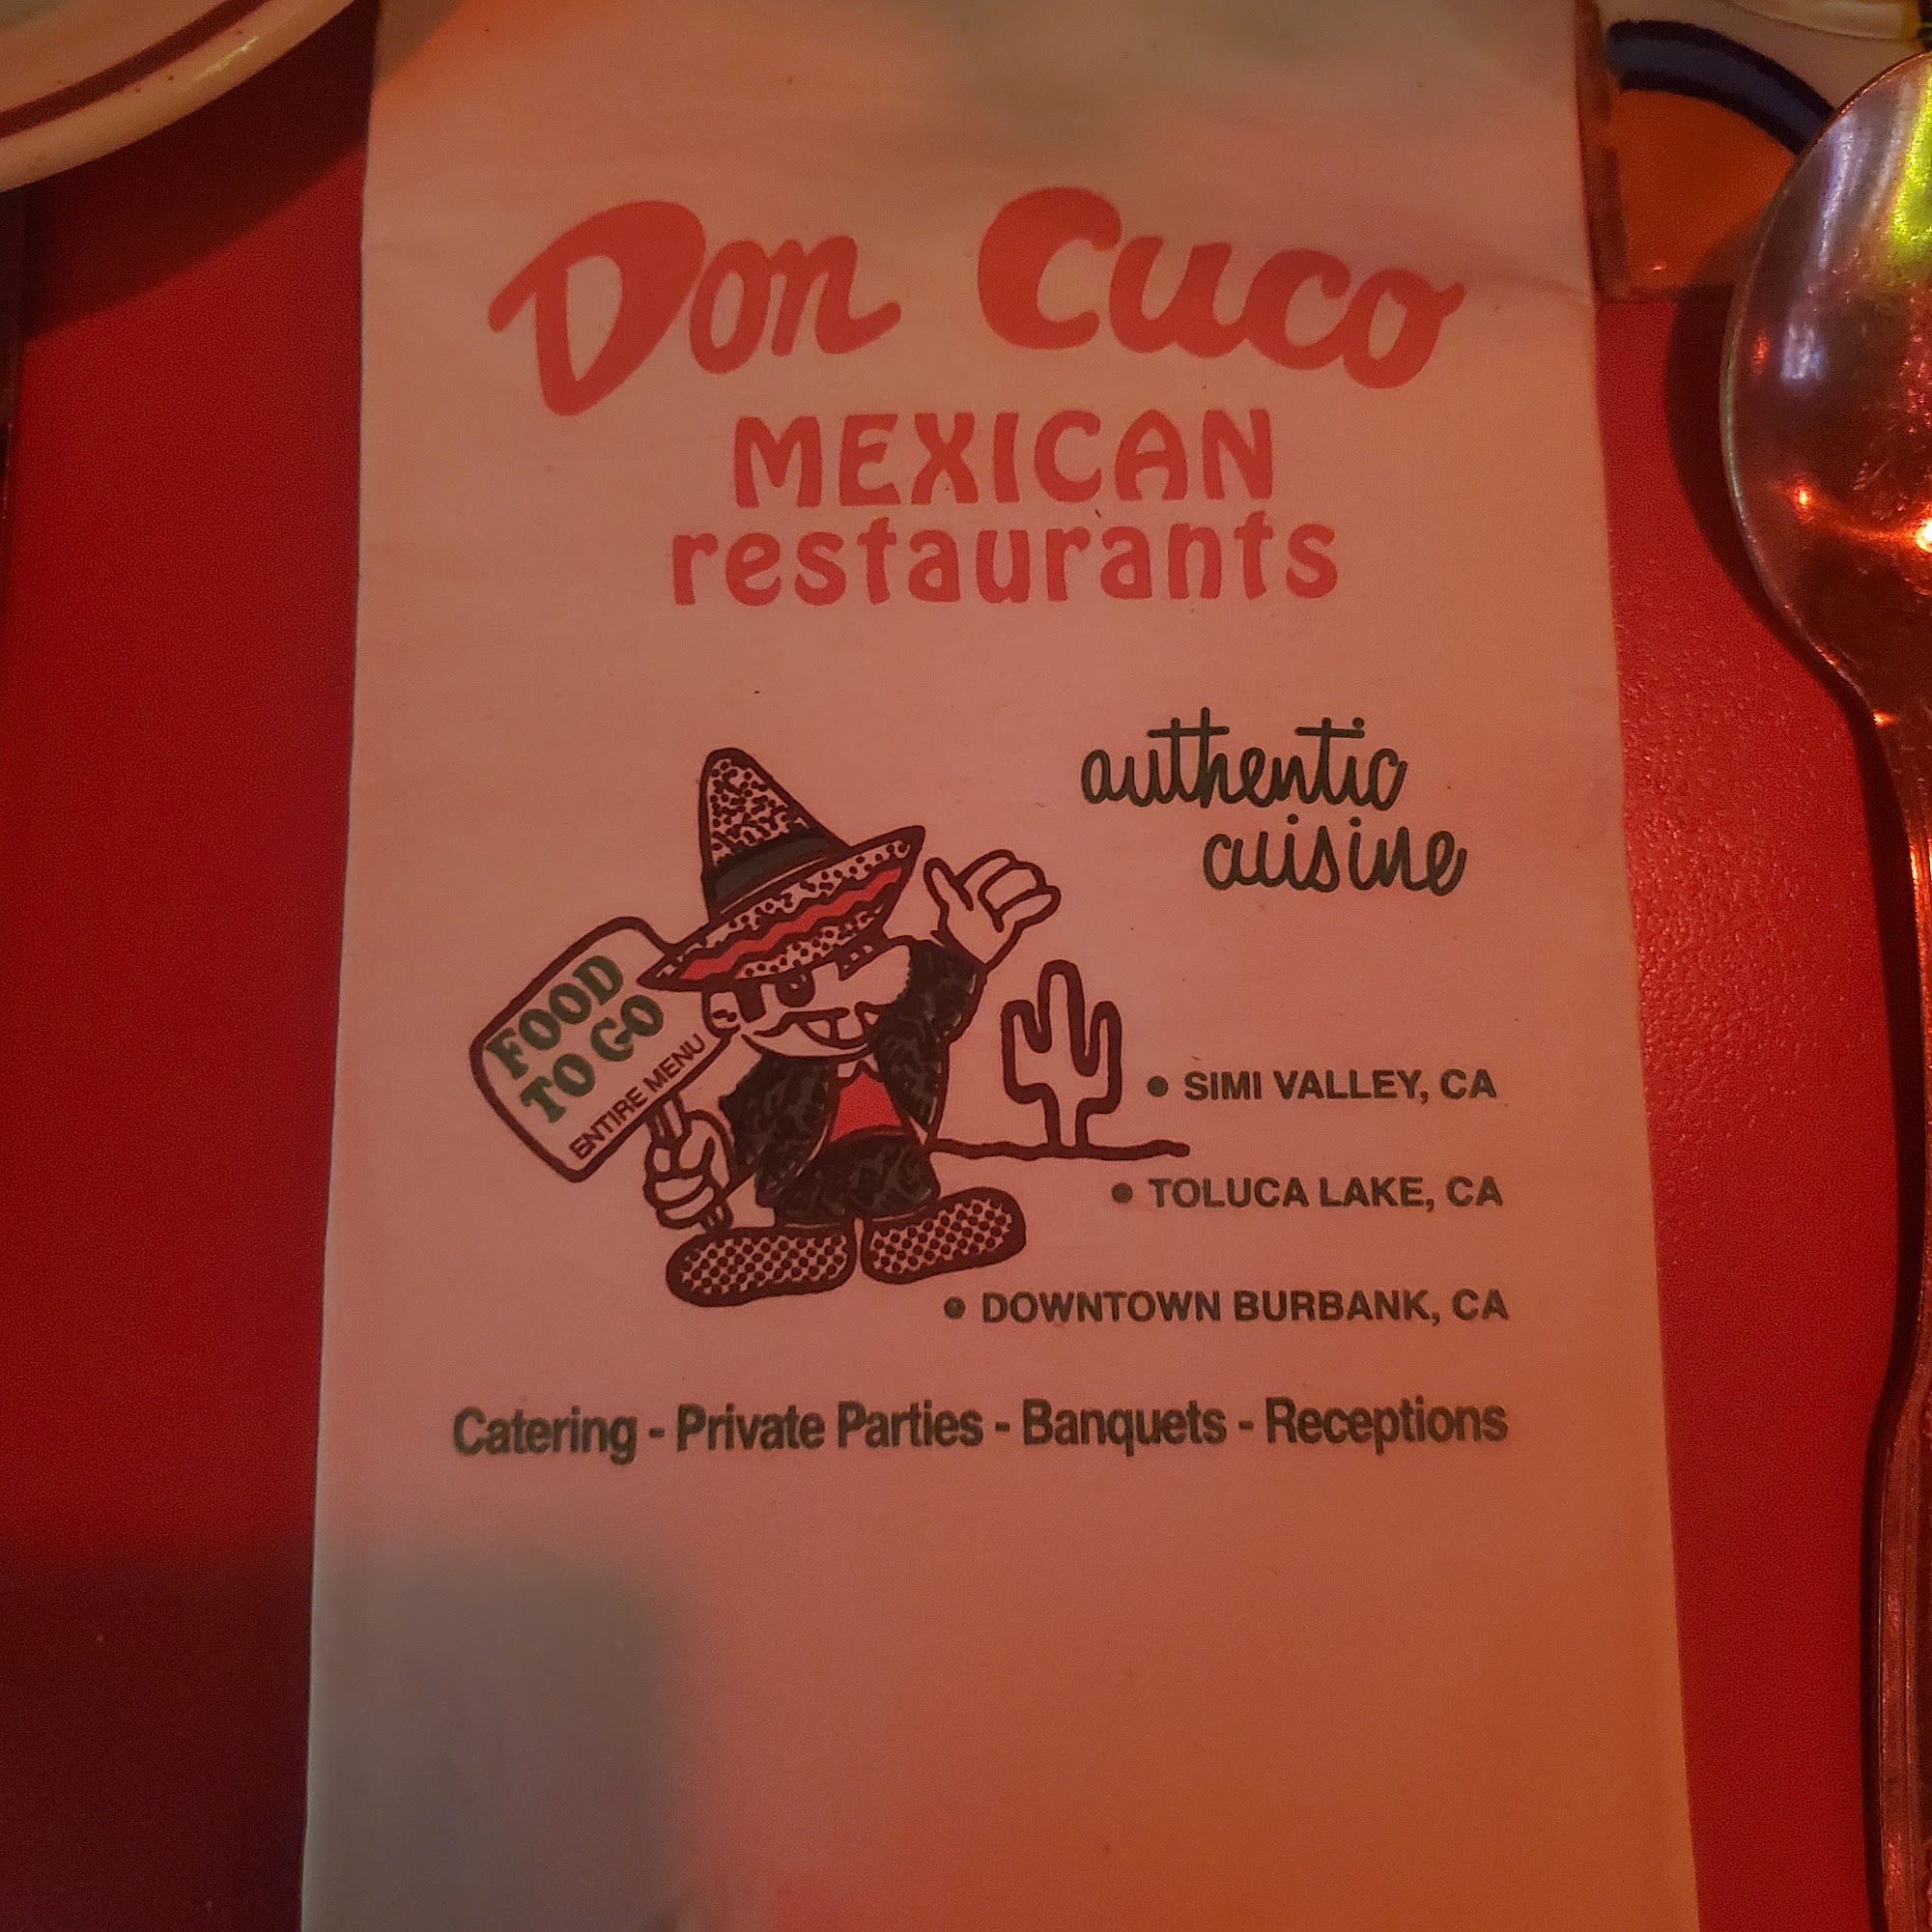 Don Cuco
MEXICAN
restaurants
authentic
cuisine
FOOD
TO GO
ENTIRE MENU
• SIMI VALLEY, CA
• TOLUCA LAKE, CA
• DOWNTOWN BURBANK, CA
Catering - Private Parties - Banquets - Receptions